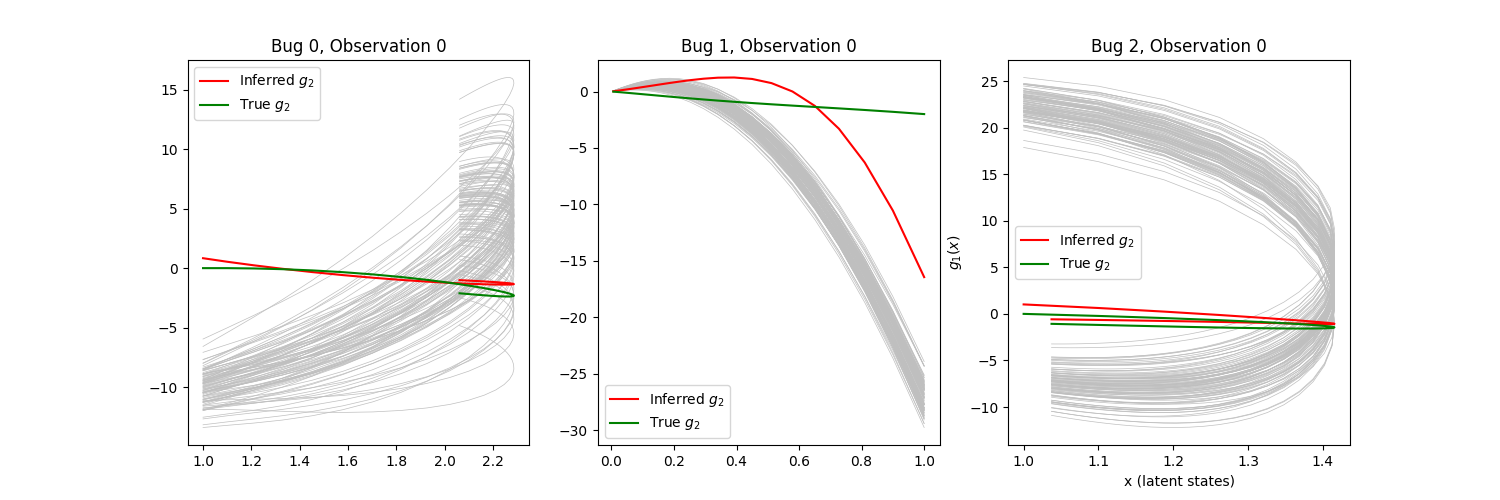 Bug 0, Observation 0
Inferred g₂
True g₂
15
10
5
0
−5
−10
1.0 1.2 1.4 1.6 1.8 2.0 2.2
Bug 1, Observation 0
0
−5
−10
−15
−20
−25
−30
Inferred g₂
True g₂
0.0 0.2 0.4 0.6 0.8 1.0
Bug 2, Observation 0
g₁(x)
25
20
15
10
5
0
−5
−10
Inferred g₂
True g₂
1.0 1.1 1.2 1.3 1.4
x (latent states)